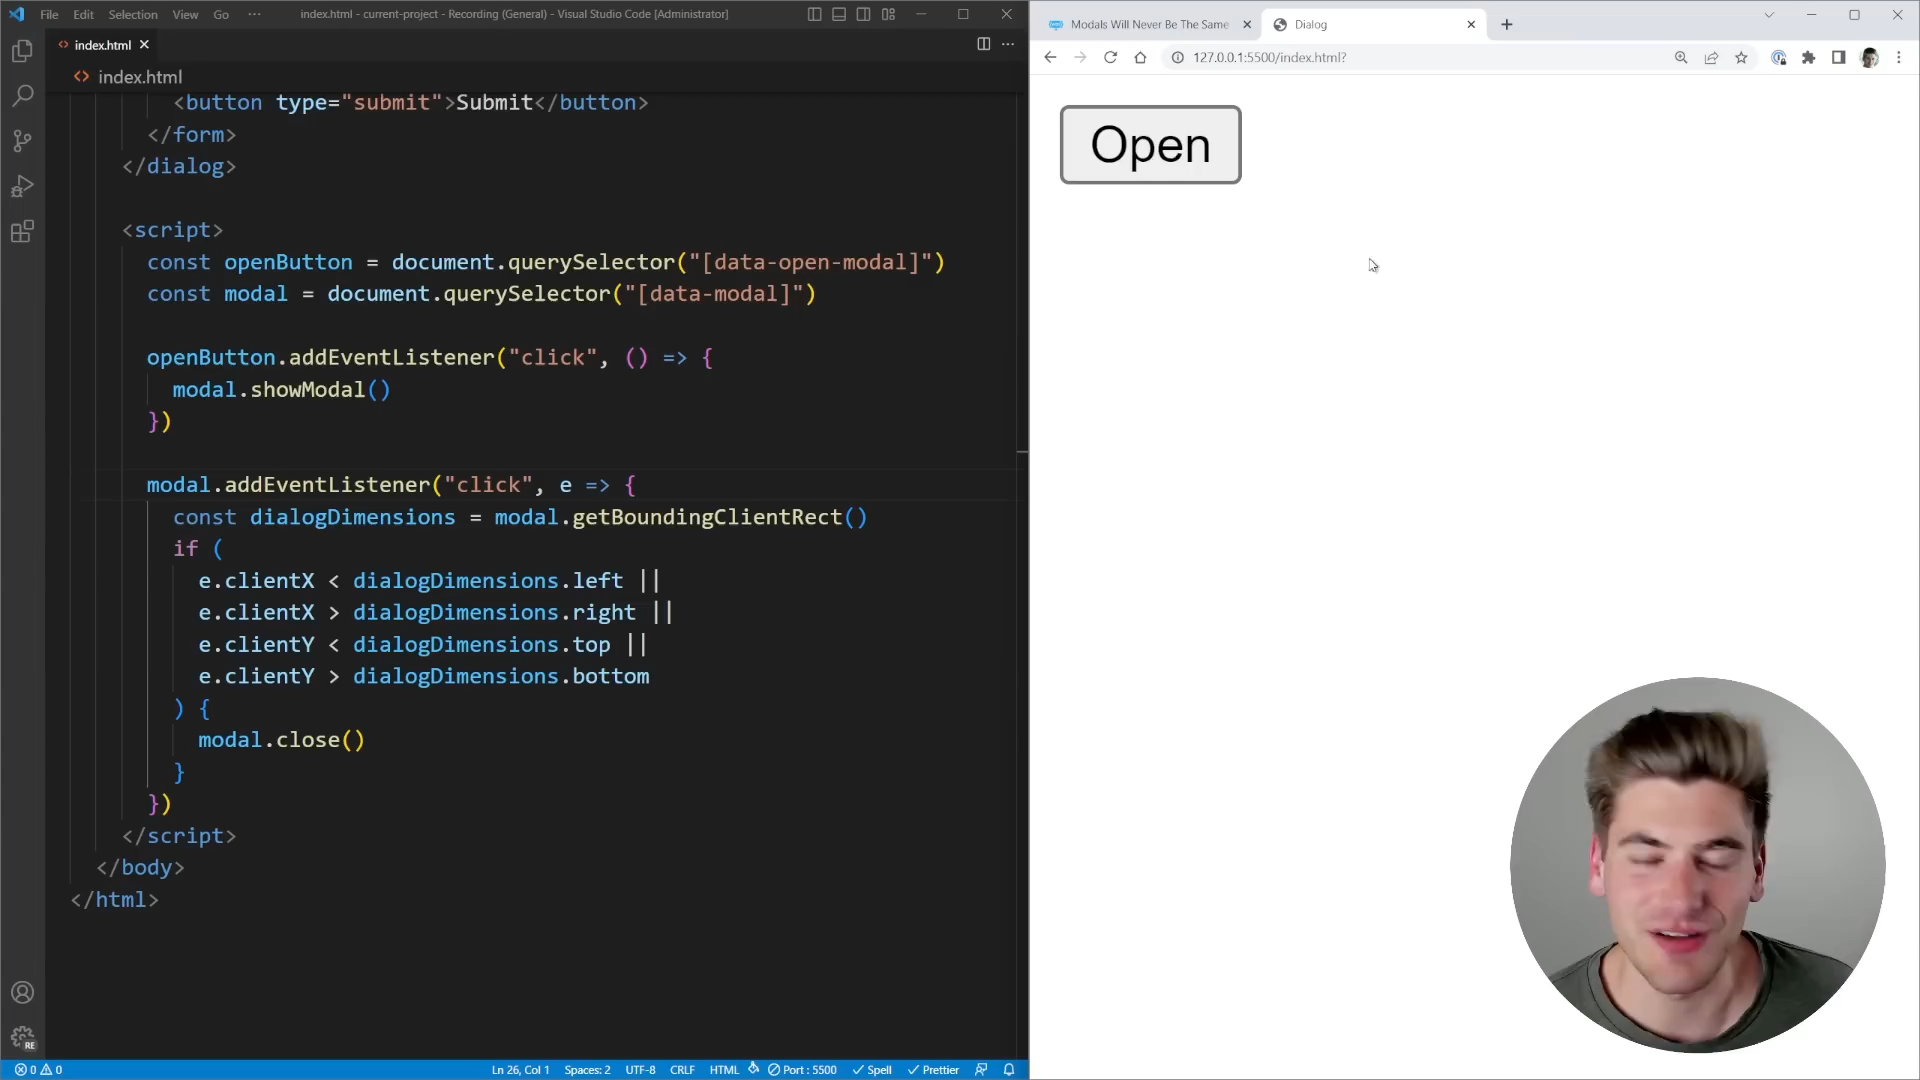 File Edit Selection View Go ··· index.html - current-project - Recording (General) - Visual Studio Code [Administrator]
index.html
index.html
<button type="submit">Submit</button>
</form>
</dialog>
<script>
const openButton = document.querySelector("[data-open-modal]")
const modal = document.querySelector("[data-modal]")
openButton.addEventListener("click", () => {
modal.showModal()
})
modal.addEventListener("click", e => {
const dialogDimensions = modal.getBoundingClientRect()
if (
e.clientX < dialogDimensions.left ||
e.clientX > dialogDimensions.right ||
e.clientY < dialogDimensions.top ||
e.clientY > dialogDimensions.bottom
) {
modal.close()
}
})
</script>
</body>
</html>
RE
0 0 Ln 26, Col 1 Spaces: 2 UTF-8 CRLF HTML Port : 5500 Spell Prettier
Modals Will Never Be The Same
Dialog
127.0.0.1:5500/index.html?
Open